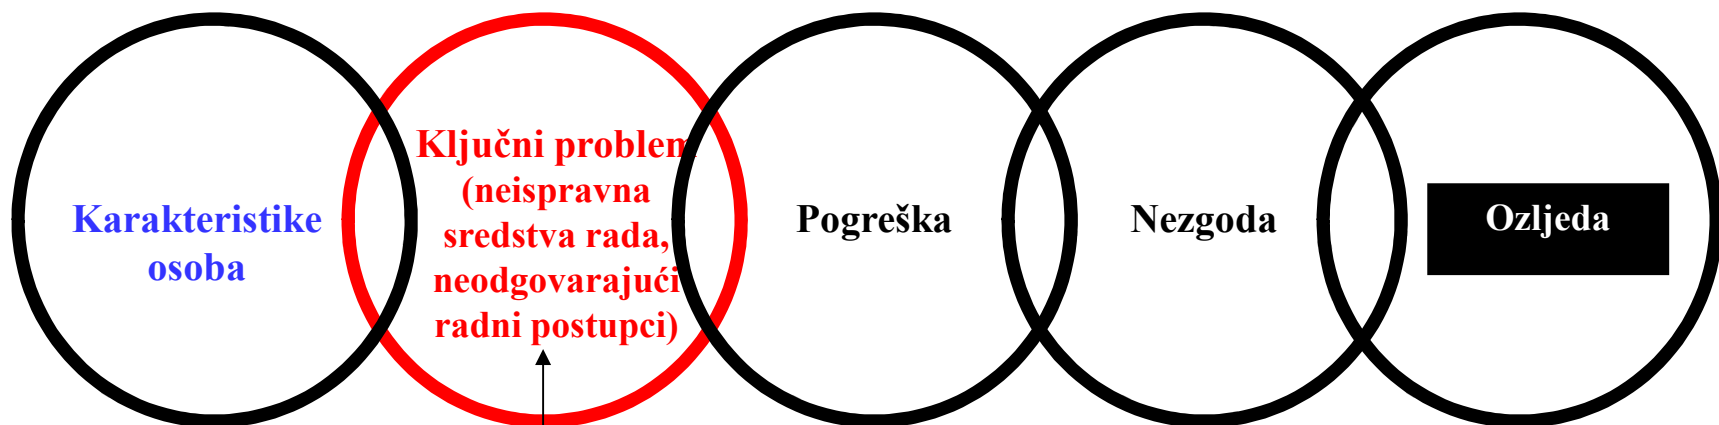 Karakteristike
osoba
Ključni problem
(neispravna
sredstva rada,
neodgovarajući
radni postupci)
Pogreška
Nezgoda
Ozljeda